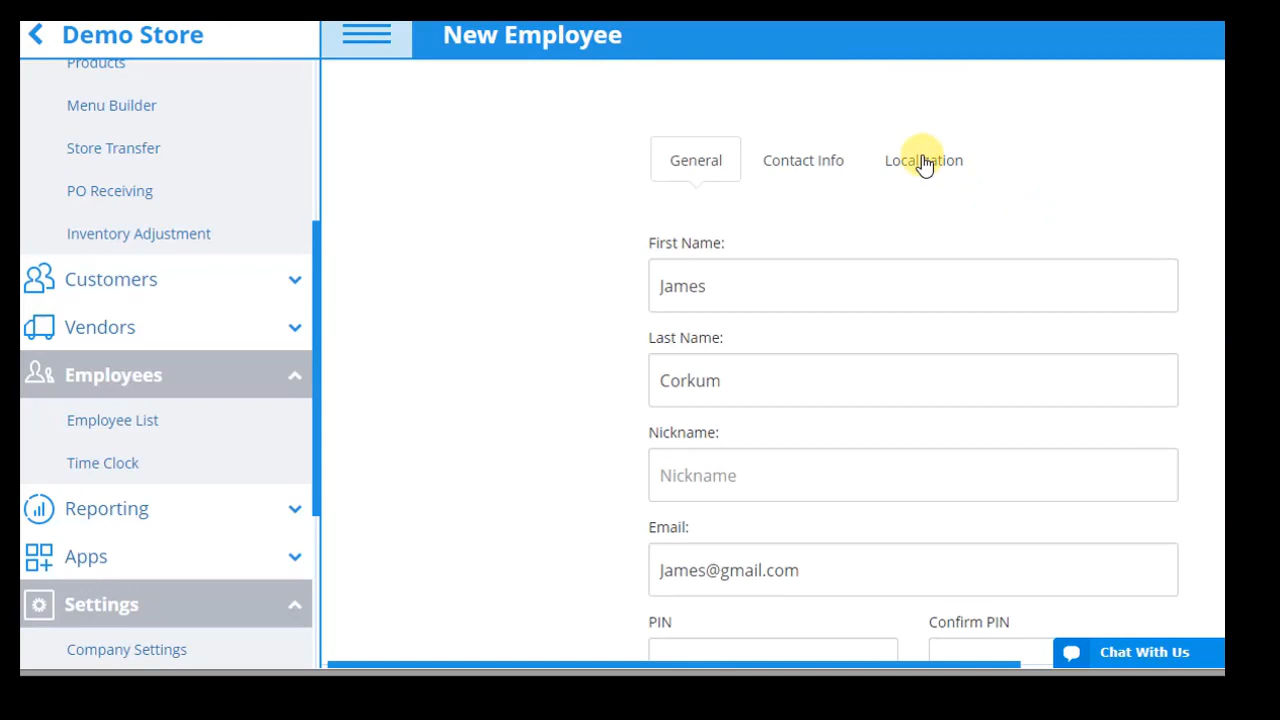 Demo Store
New Employee
Products
Menu Builder
Store Transfer
PO Receiving
Inventory Adjustment
Customers
Vendors
Employees
Employee List
Time Clock
Reporting
Apps
Settings
Company Settings
General Contact Info Localization
First Name:
James
Last Name:
Corkum
Nickname:
Nickname
Email:
James@gmail.com
PIN Confirm PIN
Chat With Us